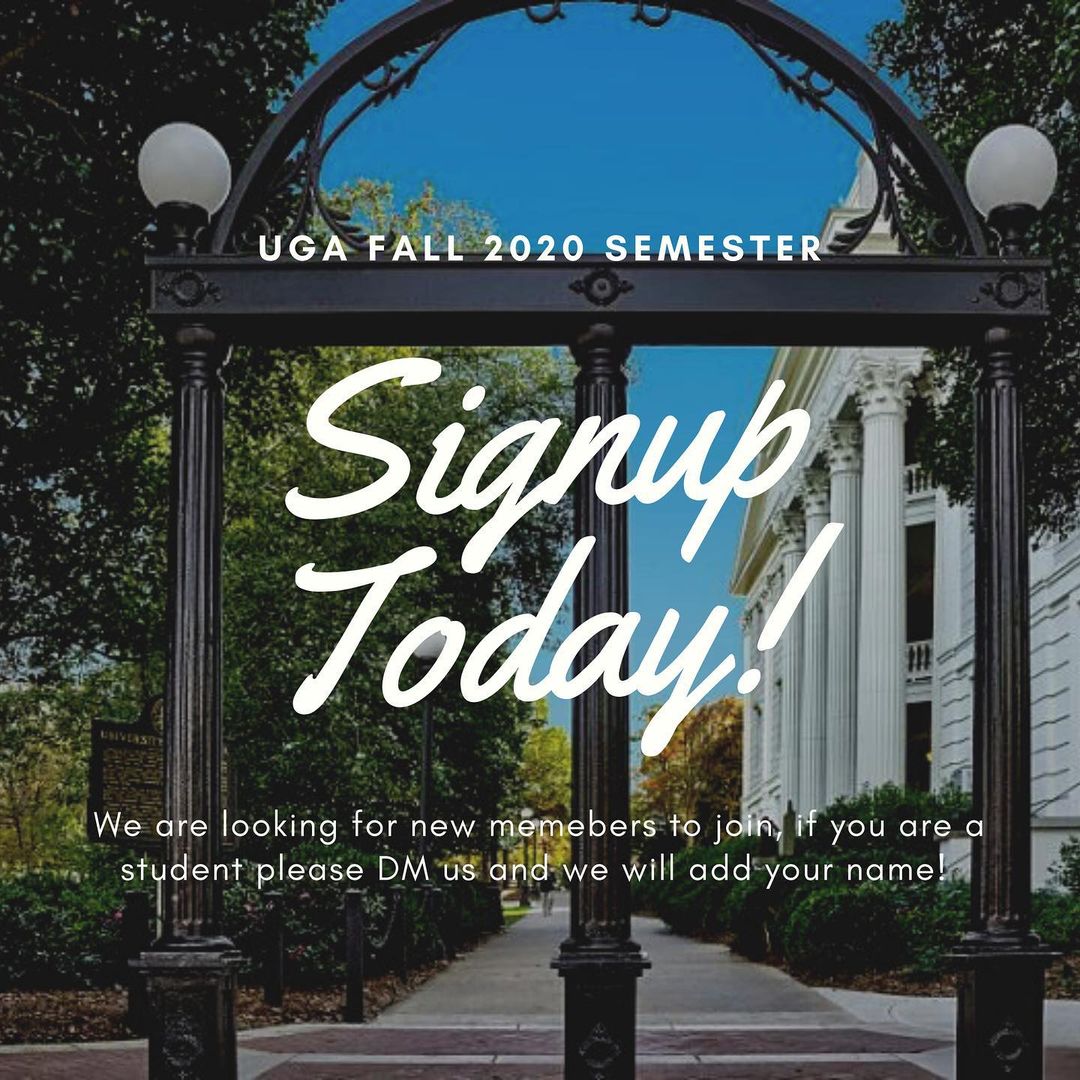 UGA FALL 2020 SEMESTER
Signup
Today!
UNIVERSITY
We are looking for new memebers to join, if you are a
student please DM us and we will add your name!